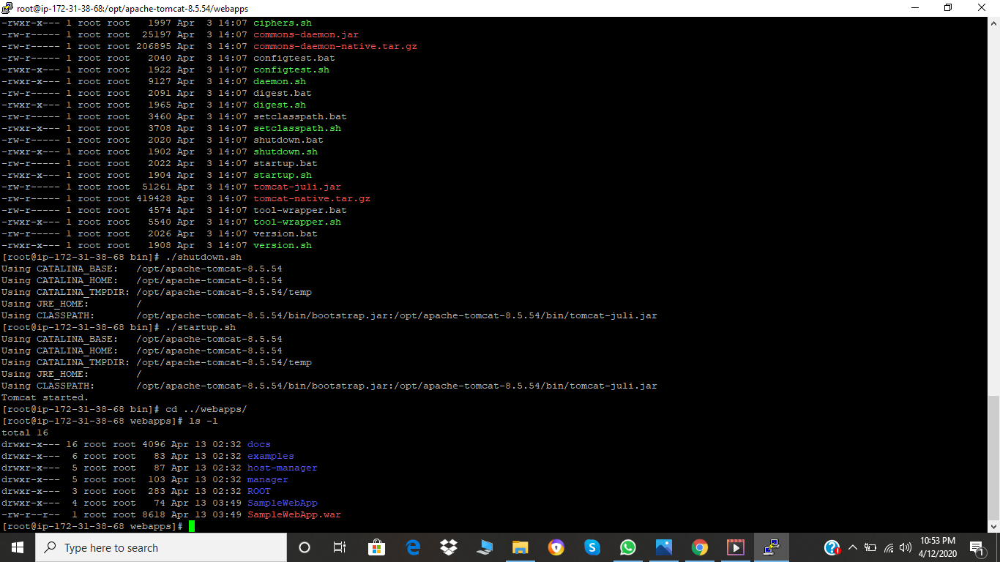 root@ip-172-31-38-68:/opt/apache-tomcat-8.5.54/webapps
-rwxr-x--- 1 root root   1997 Apr  3 14:07 ciphers.sh
-rw-r----- 1 root root  25197 Apr  3 14:07 commons-daemon.jar
-rw-r----- 1 root root 206895 Apr  3 14:07 commons-daemon-native.tar.gz
-rw-r----- 1 root root   2040 Apr  3 14:07 configtest.bat
-rwxr-x--- 1 root root   1922 Apr  3 14:07 configtest.sh
-rwxr-x--- 1 root root   9127 Apr  3 14:07 daemon.sh
-rw-r----- 1 root root   2091 Apr  3 14:07 digest.bat
-rwxr-x--- 1 root root   1965 Apr  3 14:07 digest.sh
-rw-r----- 1 root root   3460 Apr  3 14:07 setclasspath.bat
-rwxr-x--- 1 root root   3708 Apr  3 14:07 setclasspath.sh
-rw-r----- 1 root root   2020 Apr  3 14:07 shutdown.bat
-rwxr-x--- 1 root root   1902 Apr  3 14:07 shutdown.sh
-rw-r----- 1 root root   2022 Apr  3 14:07 startup.bat
-rwxr-x--- 1 root root   1904 Apr  3 14:07 startup.sh
-rw-r----- 1 root root  51261 Apr  3 14:07 tomcat-juli.jar
-rw-r----- 1 root root 419428 Apr  3 14:07 tomcat-native.tar.gz
-rw-r----- 1 root root   4574 Apr  3 14:07 tool-wrapper.bat
-rwxr-x--- 1 root root   5540 Apr  3 14:07 tool-wrapper.sh
-rw-r----- 1 root root   2026 Apr  3 14:07 version.bat
-rwxr-x--- 1 root root   1908 Apr  3 14:07 version.sh
[root@ip-172-31-38-68 bin]# ./shutdown.sh
Using CATALINA_BASE:   /opt/apache-tomcat-8.5.54
Using CATALINA_HOME:   /opt/apache-tomcat-8.5.54
Using CATALINA_TMPDIR: /opt/apache-tomcat-8.5.54/temp
Using JRE_HOME:        /
Using CLASSPATH:       /opt/apache-tomcat-8.5.54/bin/bootstrap.jar:/opt/apache-tomcat-8.5.54/bin/tomcat-juli.jar
[root@ip-172-31-38-68 bin]# ./startup.sh
Using CATALINA_BASE:   /opt/apache-tomcat-8.5.54
Using CATALINA_HOME:   /opt/apache-tomcat-8.5.54
Using CATALINA_TMPDIR: /opt/apache-tomcat-8.5.54/temp
Using JRE_HOME:        /
Using CLASSPATH:       /opt/apache-tomcat-8.5.54/bin/bootstrap.jar:/opt/apache-tomcat-8.5.54/bin/tomcat-juli.jar
Tomcat started.
[root@ip-172-31-38-68 bin]# cd ../webapps/
[root@ip-172-31-38-68 webapps]# ls -l
total 16
drwxr-x--- 16 root root 4096 Apr 13 02:32 docs
drwxr-x---  6 root root   83 Apr 13 02:32 examples
drwxr-x---  5 root root   87 Apr 13 02:32 host-manager
drwxr-x---  5 root root  103 Apr 13 02:32 manager
drwxr-x---  3 root root  283 Apr 13 02:32 ROOT
drwxr-x---  4 root root   74 Apr 13 03:49 SampleWebApp
-rw-r--r--  1 root root 8618 Apr 13 03:49 SampleWebApp.war
[root@ip-172-31-38-68 webapps]#
Type here to search
10:53 PM
4/12/2020
1